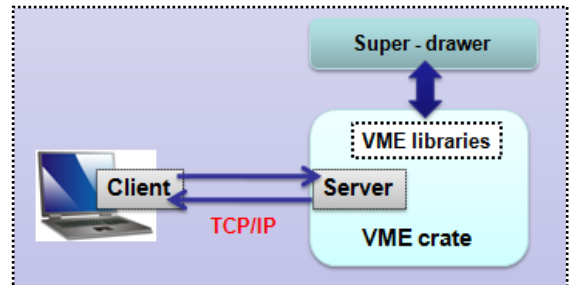 Super - drawer
VME libraries
Client
Server
TCP/IP
VME crate